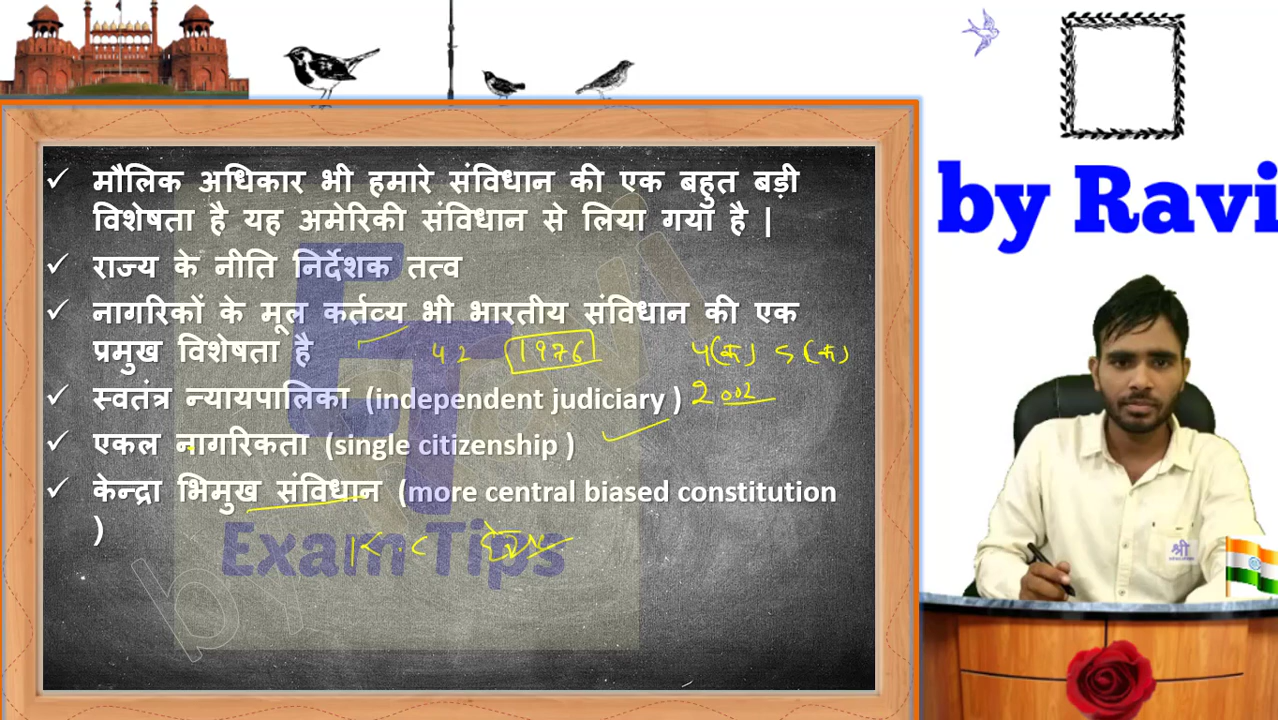 मौलिक अधिकार भी हमारे संविधान की एक बहुत बड़ी
विशेषता है यह अमेरिकी संविधान से लिया गया है |
राज्य के नीति निर्देशक तत्व
नागरिकों के मूल कर्तव्य भी भारतीय संविधान की एक
प्रमुख विशेषता है
42 1976 4(क) 5(क)
स्वतंत्र न्यायपालिका (independent judiciary )
2002
एकल नागरिकता (single citizenship )
केन्द्रा भिमुख संविधान (more central biased constitution
)
K.C
Exam Tips
by Ravi
श्री